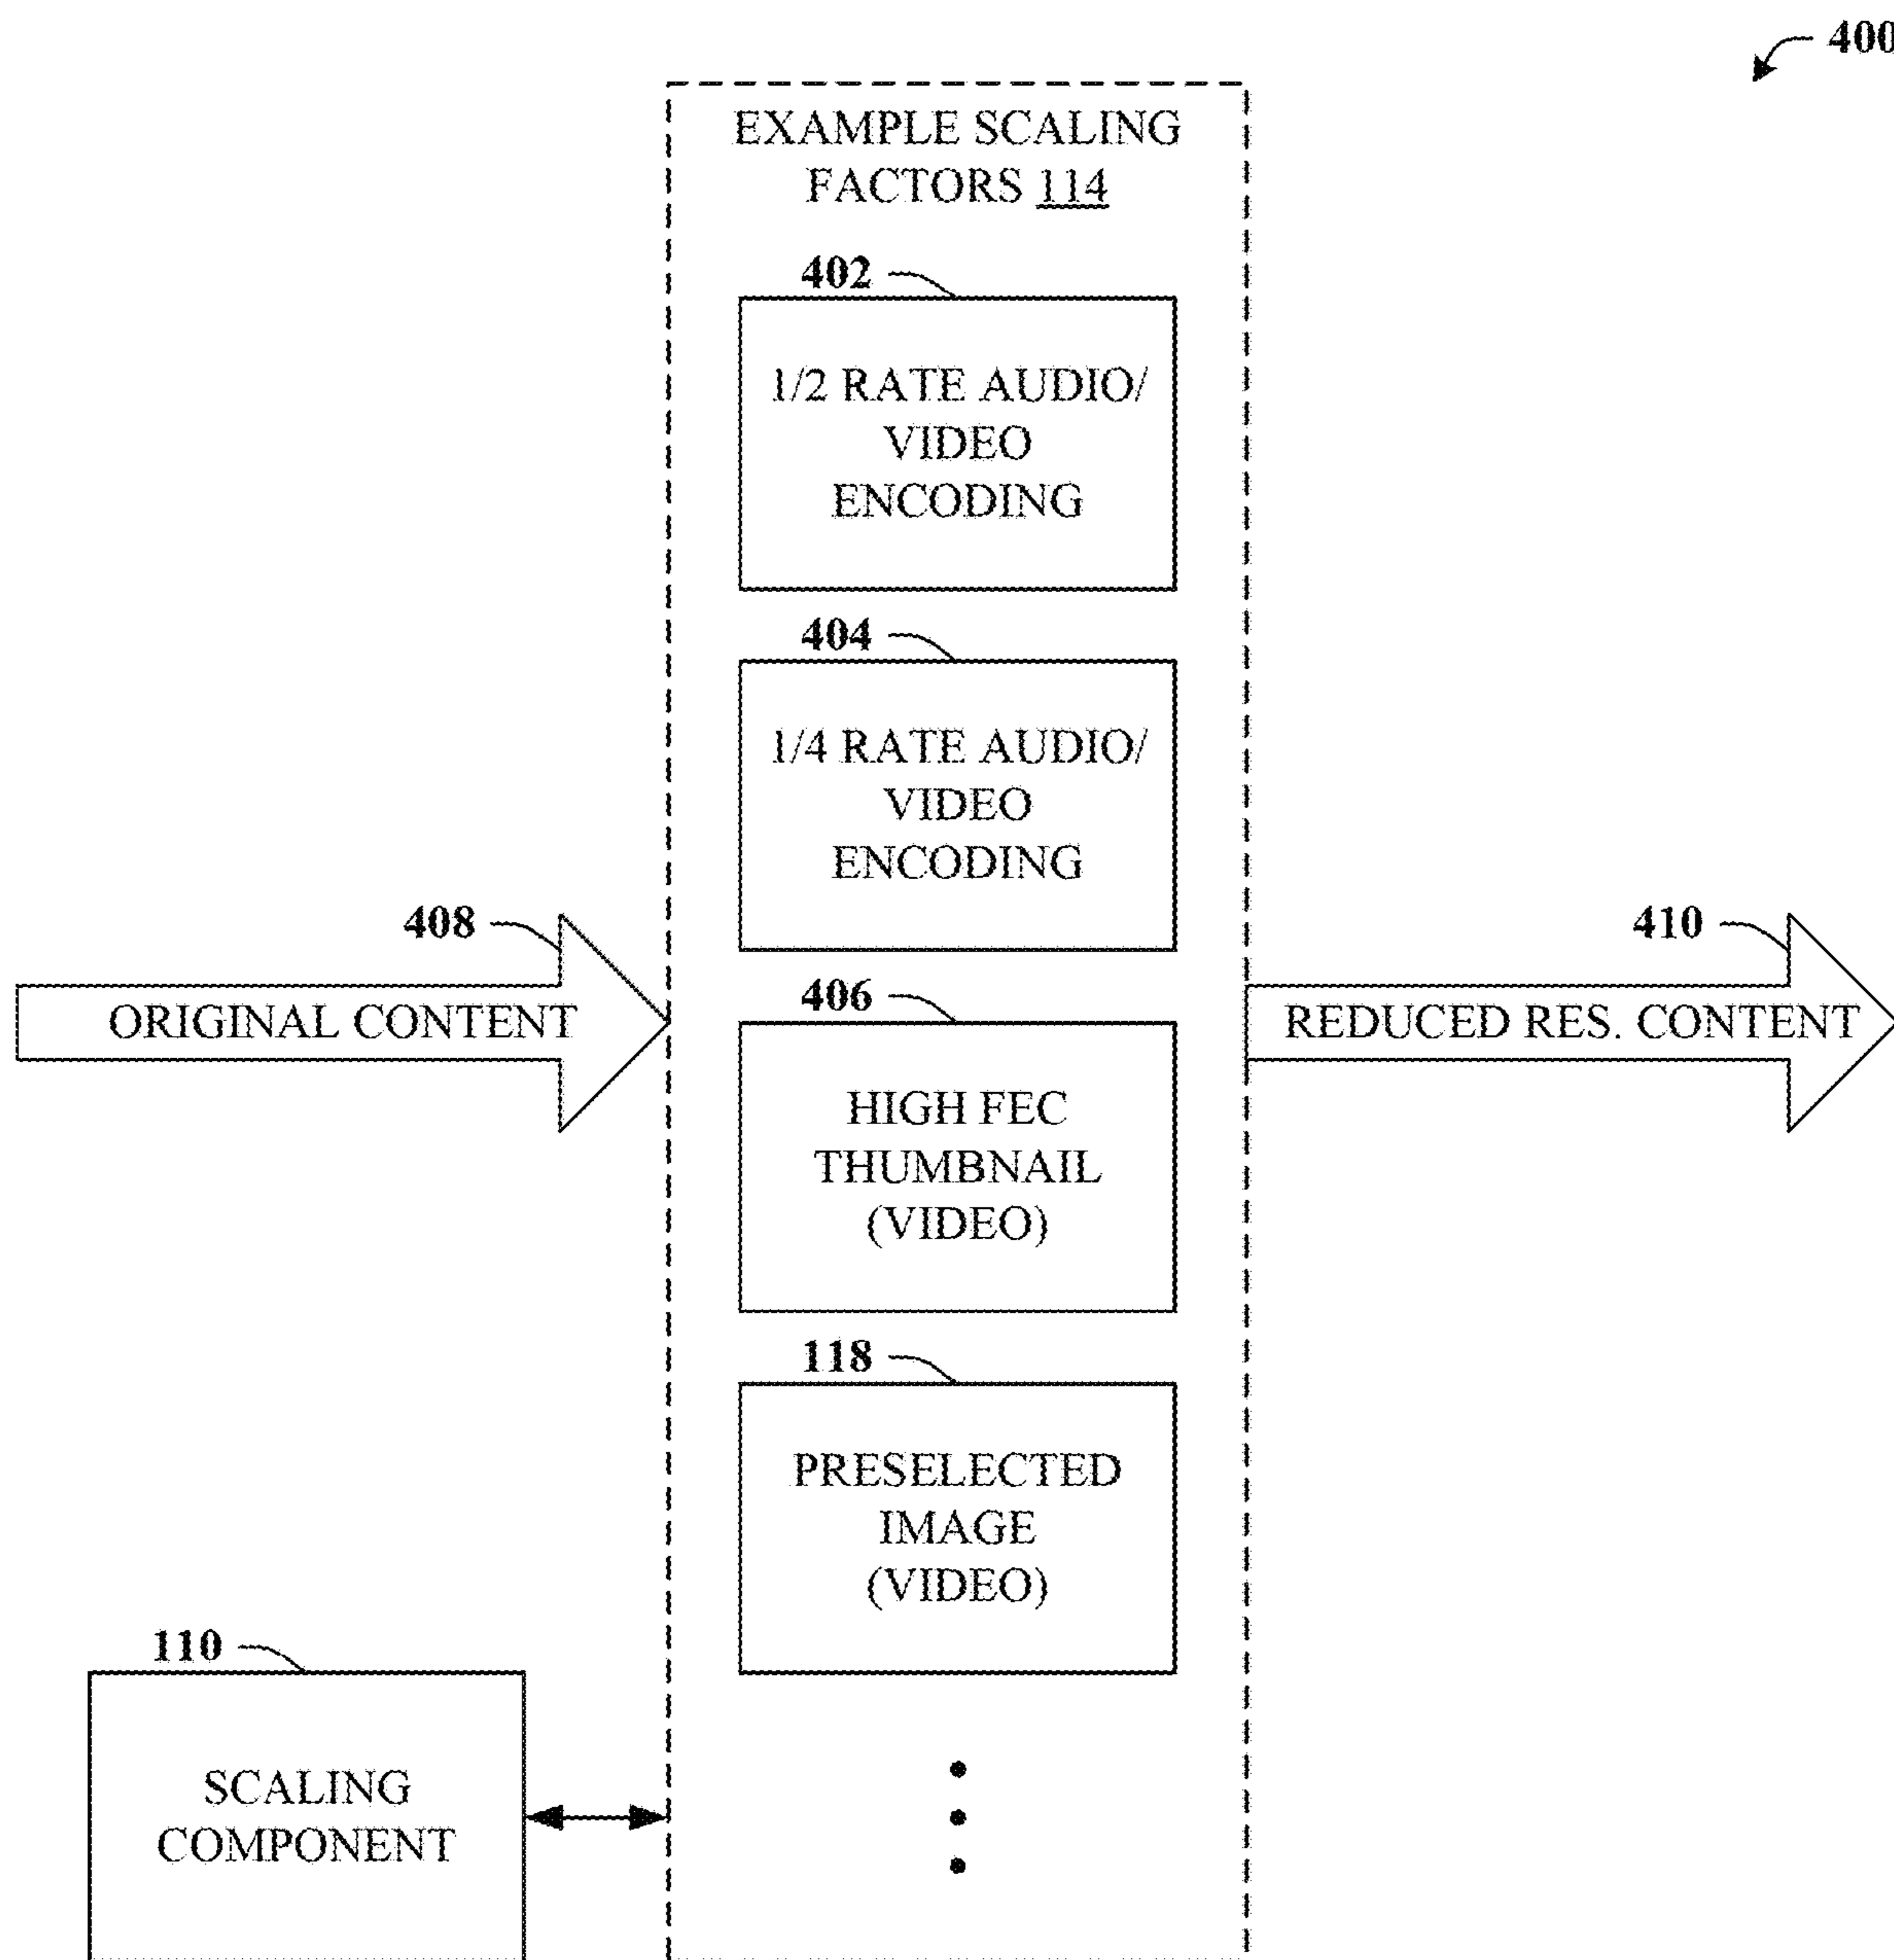 400
EXAMPLE SCALING
FACTORS 114
402
1/2 RATE AUDIO/
VIDEO
ENCODING
404
1/4 RATE AUDIO/
VIDEO
ENCODING
408
ORIGINAL CONTENT
410
REDUCED RES. CONTENT
406
HIGH FEC
THUMBNAIL
(VIDEO)
118
PRESELECTED
IMAGE
(VIDEO)
110
SCALING
COMPONENT